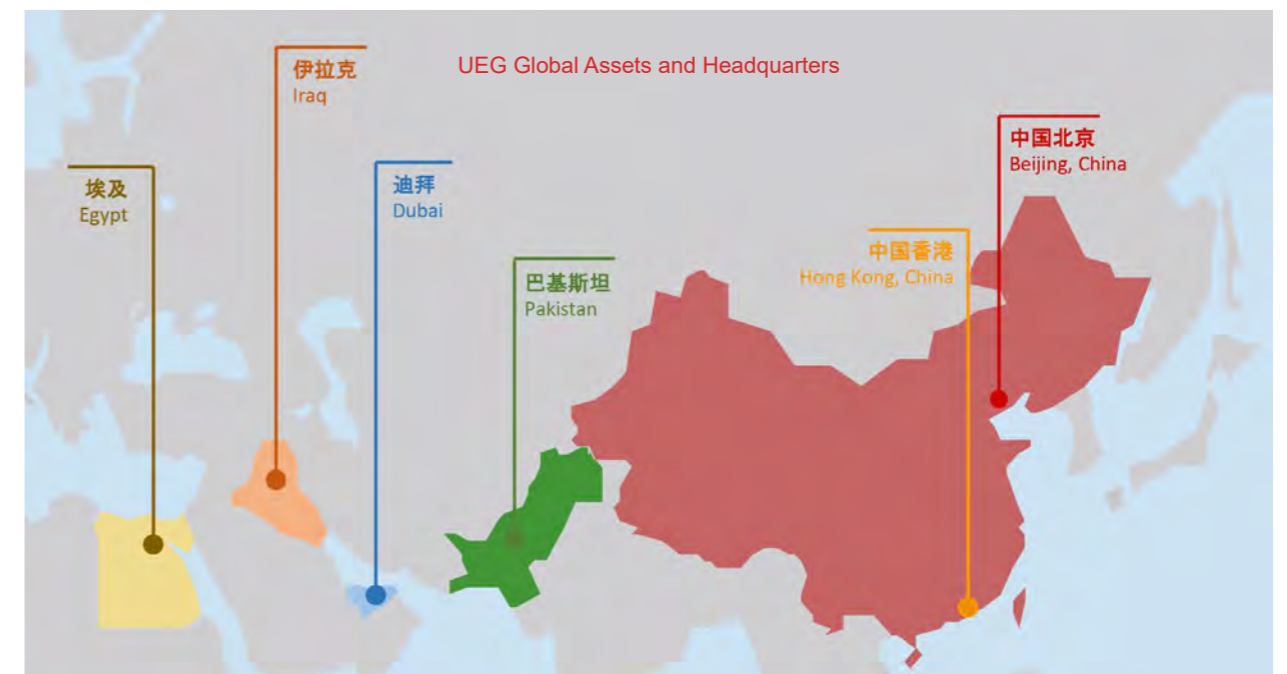 UEG Global Assets and Headquarters
伊拉克
Iraq
中国北京
Beijing, China
埃及
Egypt
迪拜
Dubai
中国香港
Hong Kong, China
巴基斯坦
Pakistan